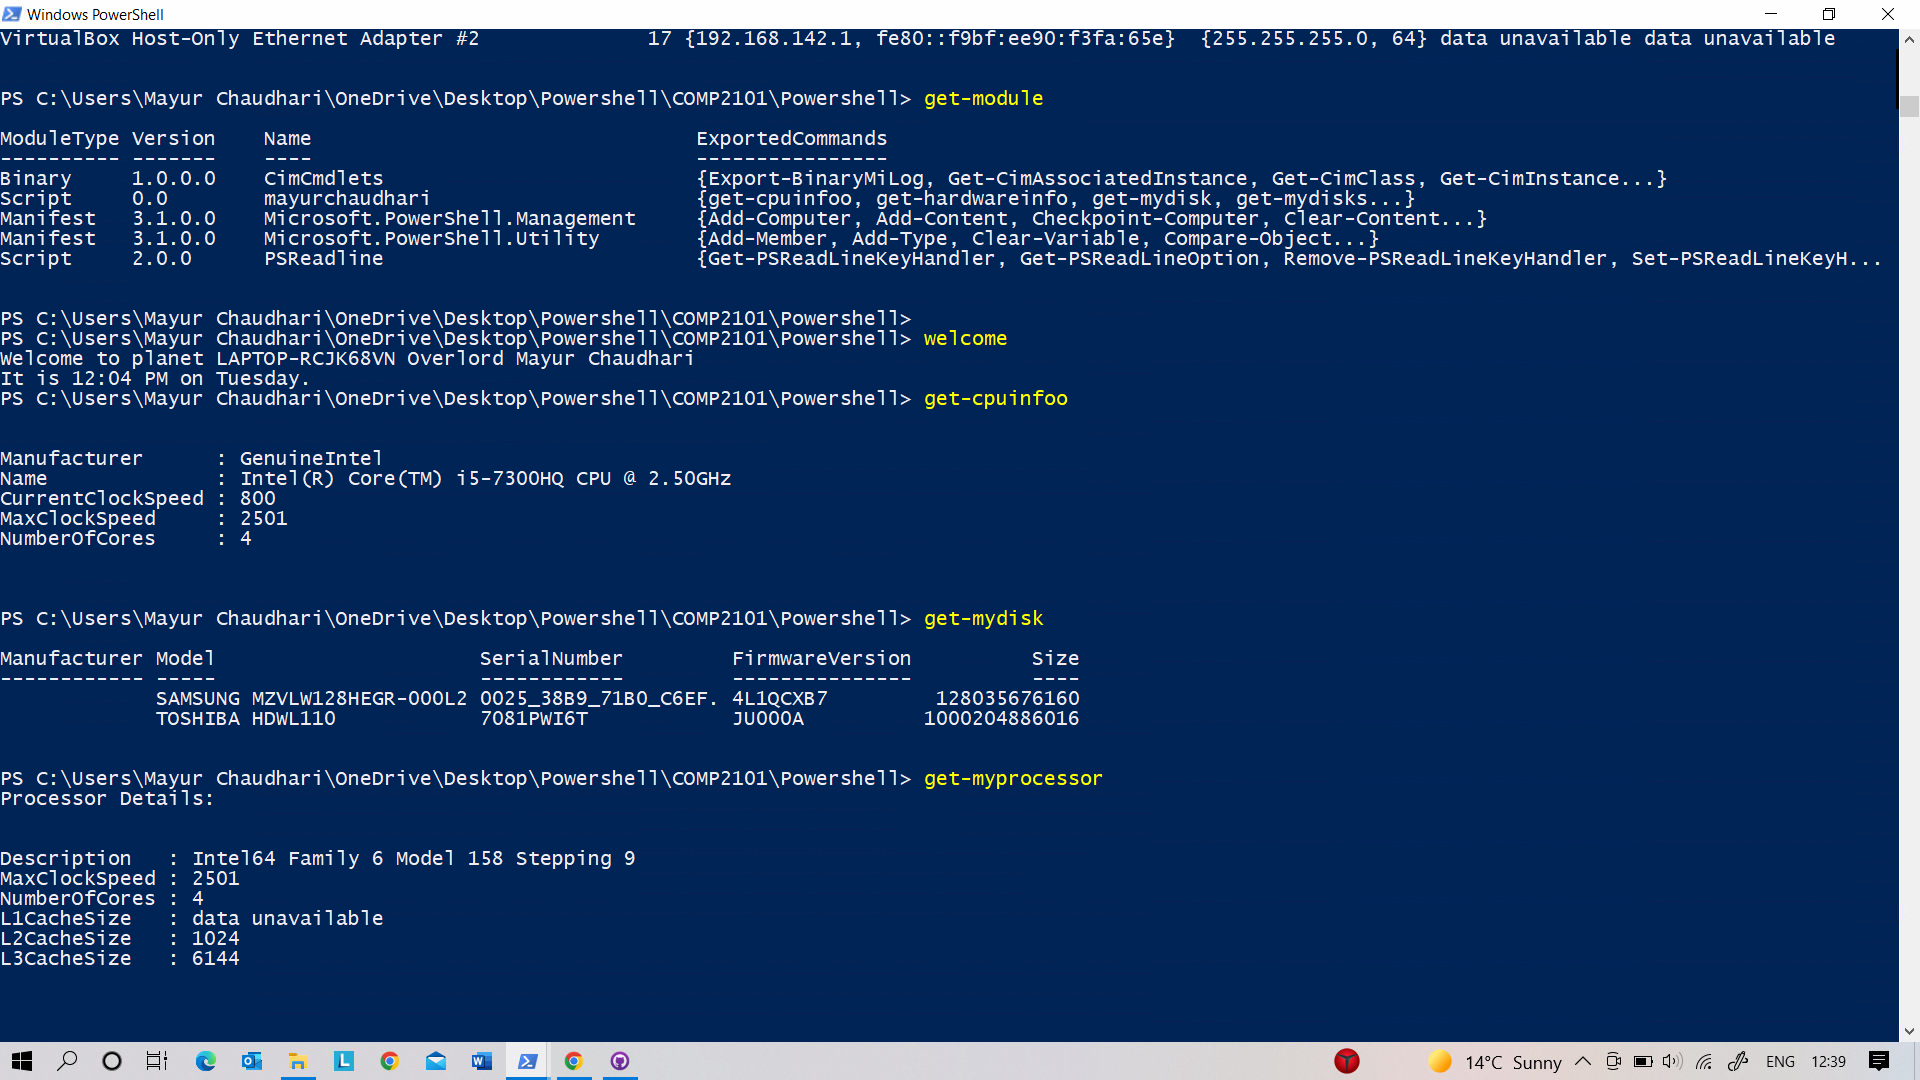 Windows PowerShell
VirtualBox Host-Only Ethernet Adapter #2              17 {192.168.142.1, fe80::f9bf:ee90:f3fa:65e}  {255.255.255.0, 64} data unavailable data unavailable
PS C:\Users\Mayur Chaudhari\OneDrive\Desktop\Powershell\COMP2101\Powershell> get-module
ModuleType Version    Name                                ExportedCommands
---------- -------    ----                                ----------------
Binary     1.0.0.0    CimCmdlets                          {Export-BinaryMiLog, Get-CimAssociatedInstance, Get-CimClass, Get-CimInstance...}
Script     0.0        mayurchaudhari                      {get-cpuinfoo, get-hardwareinfo, get-mydisk, get-mydisks...}
Manifest   3.1.0.0    Microsoft.PowerShell.Management     {Add-Computer, Add-Content, Checkpoint-Computer, Clear-Content...}
Manifest   3.1.0.0    Microsoft.PowerShell.Utility        {Add-Member, Add-Type, Clear-Variable, Compare-Object...}
Script     2.0.0      PSReadline                          {Get-PSReadLineKeyHandler, Get-PSReadLineOption, Remove-PSReadLineKeyHandler, Set-PSReadLineKeyH...
PS C:\Users\Mayur Chaudhari\OneDrive\Desktop\Powershell\COMP2101\Powershell>
PS C:\Users\Mayur Chaudhari\OneDrive\Desktop\Powershell\COMP2101\Powershell> welcome
Welcome to planet LAPTOP-RCJK68VN Overlord Mayur Chaudhari
It is 12:04 PM on Tuesday.
PS C:\Users\Mayur Chaudhari\OneDrive\Desktop\Powershell\COMP2101\Powershell> get-cpuinfoo
Manufacturer      : GenuineIntel
Name              : Intel(R) Core(TM) i5-7300HQ CPU @ 2.50GHz
CurrentClockSpeed : 800
MaxClockSpeed     : 2501
NumberOfCores     : 4
PS C:\Users\Mayur Chaudhari\OneDrive\Desktop\Powershell\COMP2101\Powershell> get-mydisk
Manufacturer Model                      SerialNumber         FirmwareVersion          Size
------------ -----                      ------------         ---------------          ----
             SAMSUNG MZVLW128HEGR-000L2 0025_38B9_71B0_C6EF. 4L1QCXB7         128035676160
             TOSHIBA HDWL110            7081PWI6T            JU000A          1000204886016
PS C:\Users\Mayur Chaudhari\OneDrive\Desktop\Powershell\COMP2101\Powershell> get-myprocessor
Processor Details:
Description   : Intel64 Family 6 Model 158 Stepping 9
MaxClockSpeed : 2501
NumberOfCores : 4
L1CacheSize   : data unavailable
L2CacheSize   : 1024
L3CacheSize   : 6144
14°C Sunny ENG 12:39